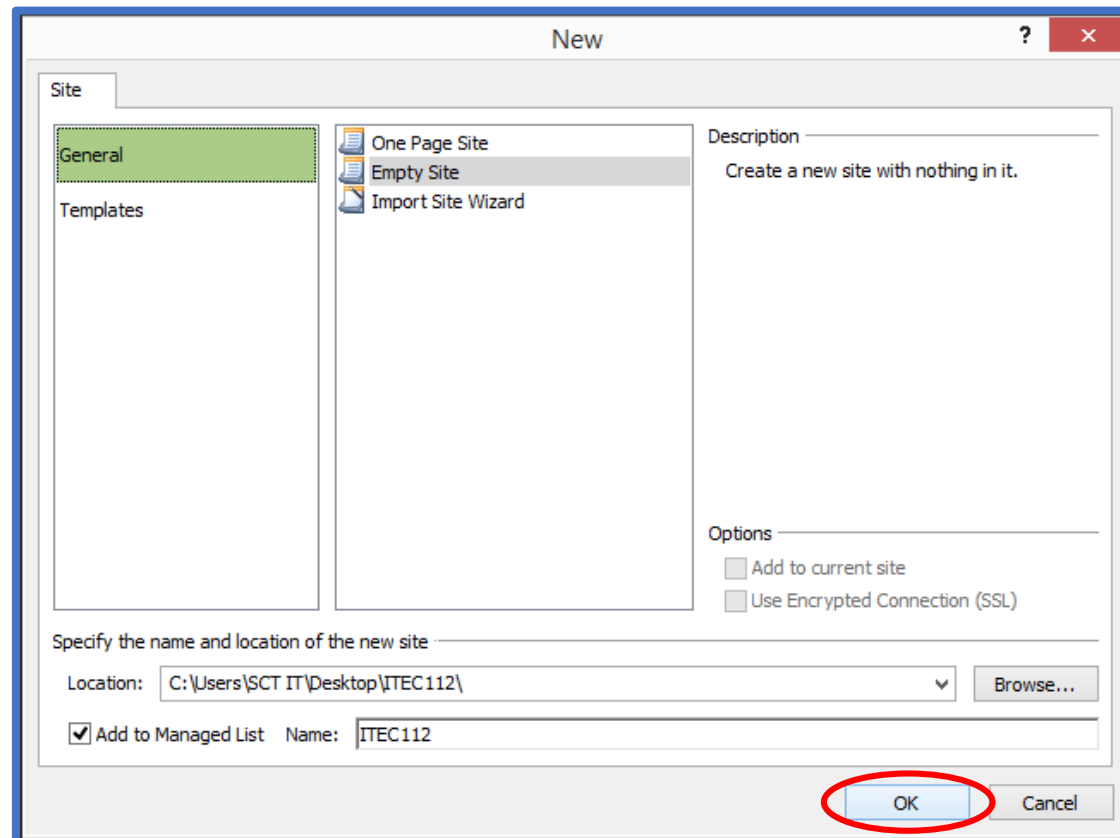 New
?
Site
General
Templates
One Page Site
Empty Site
Import Site Wizard
Description
Create a new site with nothing in it.
Options
Add to current site
Use Encrypted Connection (SSL)
Specify the name and location of the new site
Location: C:\Users\SCT IT\Desktop\ITEC112\ Browse...
Add to Managed List Name: ITEC112
OK Cancel